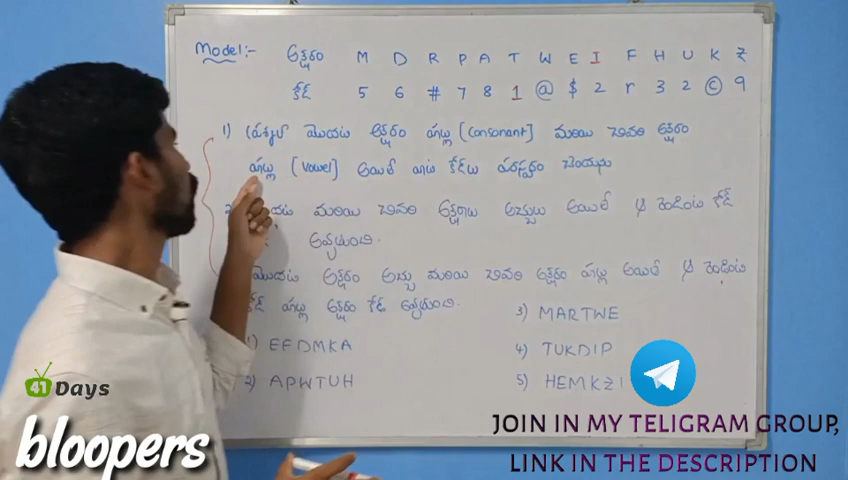 Model:- అక్షరం M D R P A T W E I F H U K Z
కోడ్ 5 6 # 7 8 1 @ $ 2 r 3 2 © 9
1) మొదట అక్షరం హల్లు (consonant) మరియు చివరి అక్షరం
(vowel) అయితే వాటి కోడ్‌లు పరస్పరం చేయును
మరియు చివరి అక్షరాలు అచ్చులు అయితే ఆ రెండింటి కోడ్
అవ్వుతుంది.
మొదట అక్షరం అచ్చు మరియు చివరి అక్షరం హల్లు అయితే ఆ రెండింట
కోడ్ హల్లు అక్షరం కోడ్ అవ్వుతుంది.
1) EFDMKA
2) APWTUH
3) MARTWE
4) TUKDIP
5) HEMKZI
41 Days
bloopers
JOIN IN MY TELIGRAM GROUP,
LINK IN THE DESCRIPTION